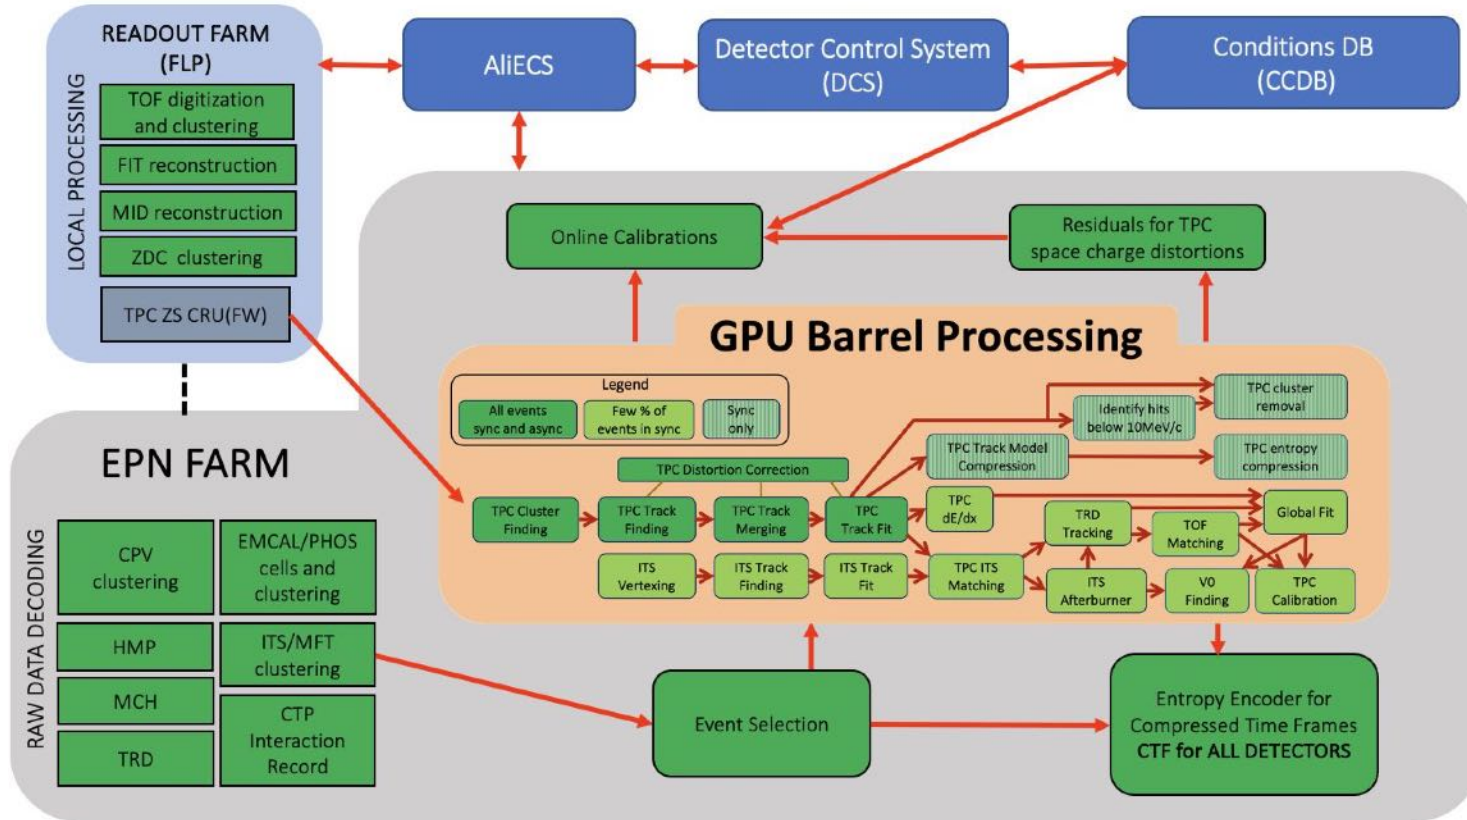 READOUT FARM
(FLP)
LOCAL PROCESSING
TOF digitization
and clustering
FIT reconstruction
MID reconstruction
ZDC clustering
TPC ZS CRU(FW)
AliECS
Detector Control System
(DCS)
Conditions DB
(CCDB)
Online Calibrations
Residuals for TPC
space charge distortions
GPU Barrel Processing
Legend
All events
sync and async
Few % of
events in sync
Sync
only
Identify hits
below 10MeV/c
TPC cluster
removal
TPC Track Model
Compression
TPC entropy
compression
TPC Distortion Correction
TPC Cluster
Finding
TPC Track
Finding
TPC Track
Merging
TPC
Track Fit
TPC
dE/dx
TRD
Tracking
TOF
Matching
Global Fit
ITS
Vertexing
ITS Track
Finding
ITS Track
Fit
TPC ITS
Matching
ITS
Afterburner
V0
Finding
TPC
Calibration
EPN FARM
RAW DATA DECODING
CPV
clustering
EMCAL/PHOS
cells and
clustering
HMP
ITS/MFT
clustering
MCH
CTP
Interaction
Record
TRD
Event Selection
Entropy Encoder for
Compressed Time Frames
CTF for ALL DETECTORS